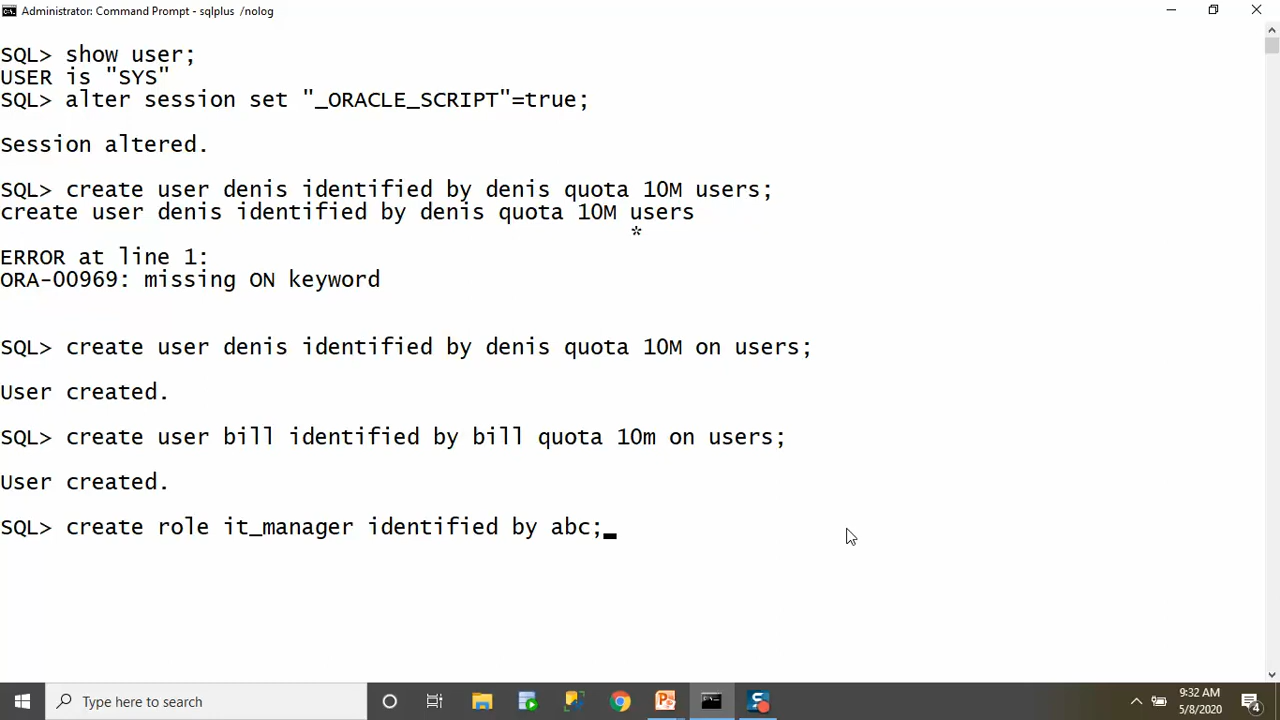 Administrator: Command Prompt - sqlplus /nolog
SQL> show user;
USER is "SYS"
SQL> alter session set "_ORACLE_SCRIPT"=true;
Session altered.
SQL> create user denis identified by denis quota 10M users;
create user denis identified by denis quota 10M users
*
ERROR at line 1:
ORA-00969: missing ON keyword
SQL> create user denis identified by denis quota 10M on users;
User created.
SQL> create user bill identified by bill quota 10m on users;
User created.
SQL> create role it_manager identified by abc;
Type here to search
9:32 AM
5/8/2020
4